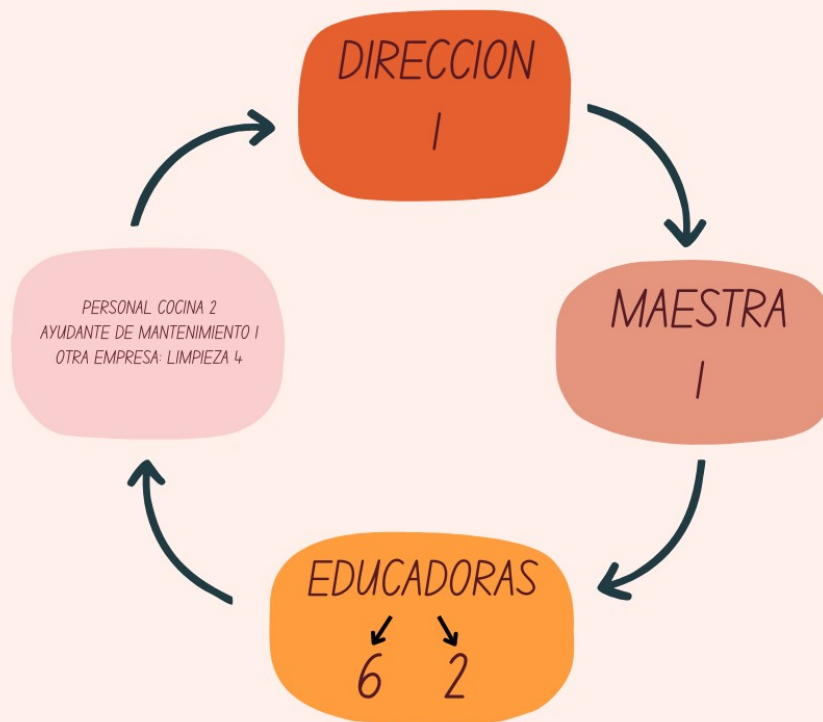 DIRECCION
1
MAESTRA
1
EDUCADORAS
6 2
PERSONAL COCINA 2
AYUDANTE DE MANTENIMIENTO 1
OTRA EMPRESA: LIMPIEZA 4